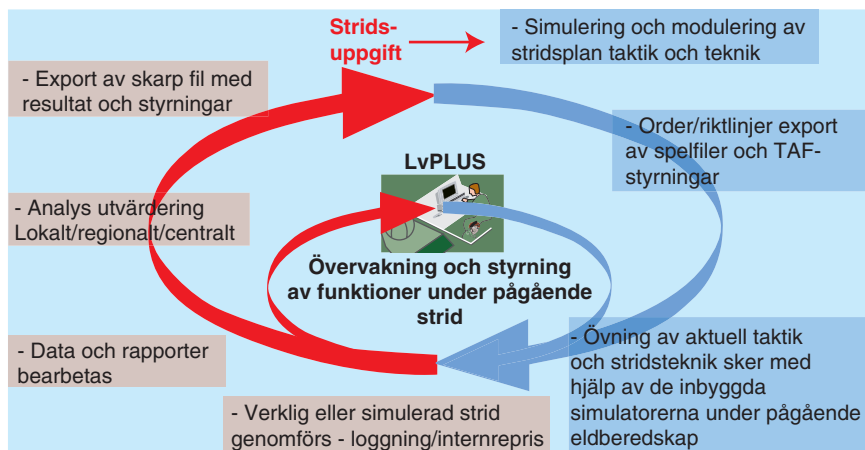 Strids-
uppgift
- Simulering och modulering av
stridsplan taktik och teknik
- Order/riktlinjer export
av spelfiler och TAF-
styrningar
- Övning av aktuell taktik
och stridsteknik sker med
hjälp av de inbyggda
simulatorerna under pågående
eldberedskap
- Verklig eller simulerad strid
genomförs - loggning/internrepris
- Data och rapporter
bearbetas
- Analys utvärdering
Lokalt/regionalt/centralt
- Export av skarp fil med
resultat och styrningar
LvPLUS
Övervakning och styrning
av funktioner under pågående
strid